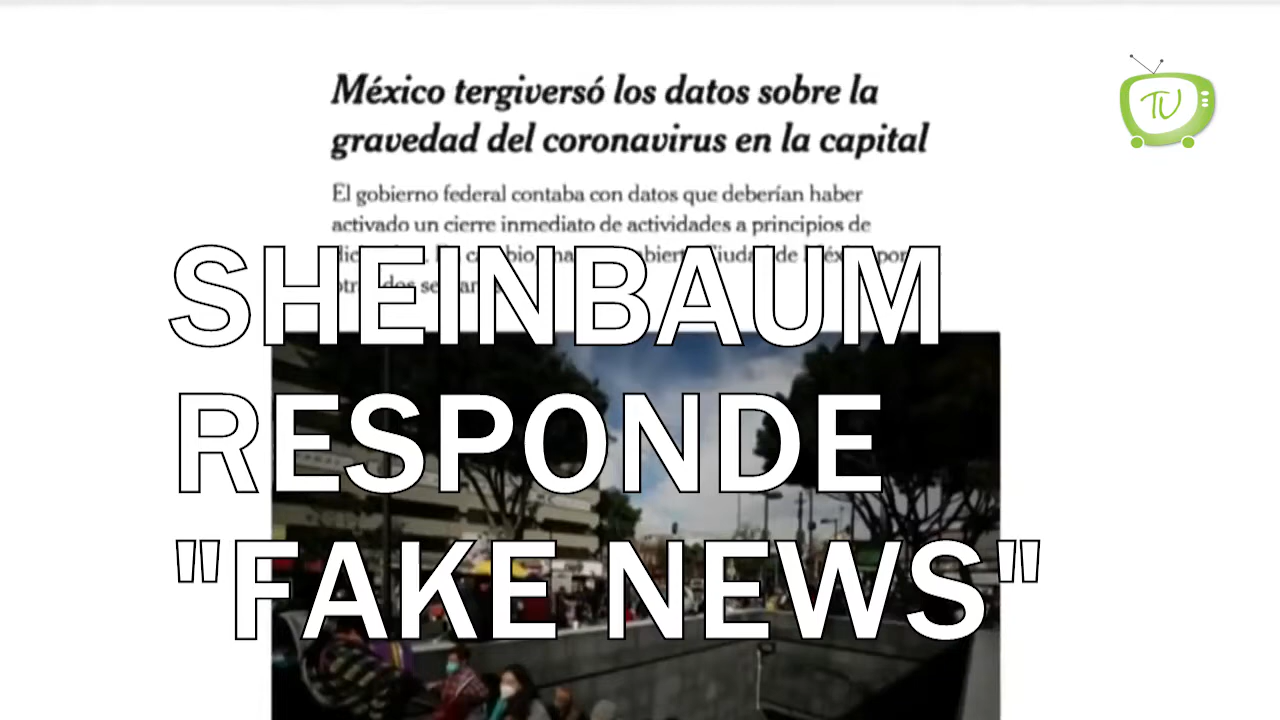 México tergiversó los datos sobre la
gravedad del coronavirus en la capital
El gobierno federal contaba con datos que deberían haber
activado un cierre inmediato de actividades a principios de
SHEINBAUM
RESPONDE
"FAKE NEWS"
TU